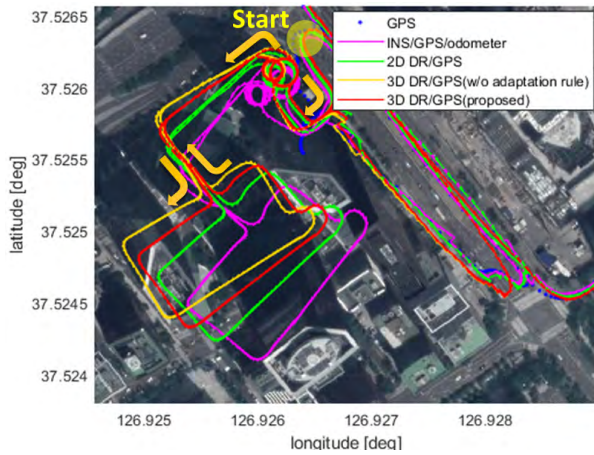 Start
GPS
INS/GPS/odometer
2D DR/GPS
3D DR/GPS(w/o adaptation rule)
3D DR/GPS(proposed)
37.5265
37.526
37.5255
37.525
37.5245
37.524
latitude [deg]
126.925
126.926
126.927
126.928
longitude [deg]